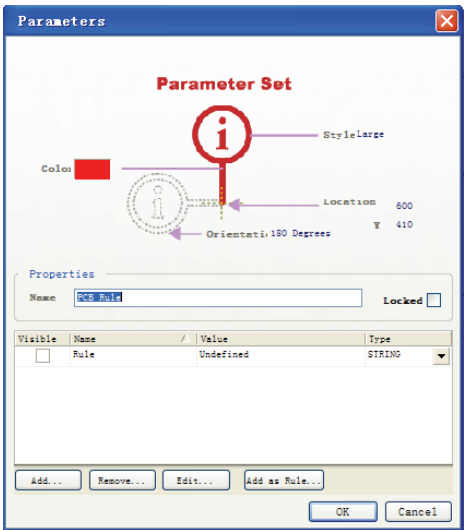 Parameters
Parameter Set
Style Large
Color
Location 600
Y 410
Orientati 180 Degrees
Properties
Name PCB Rule Locked
Visible Name Value Type
Rule Undefined STRING
Add... Remove... Edit... Add as Rule...
OK Cancel